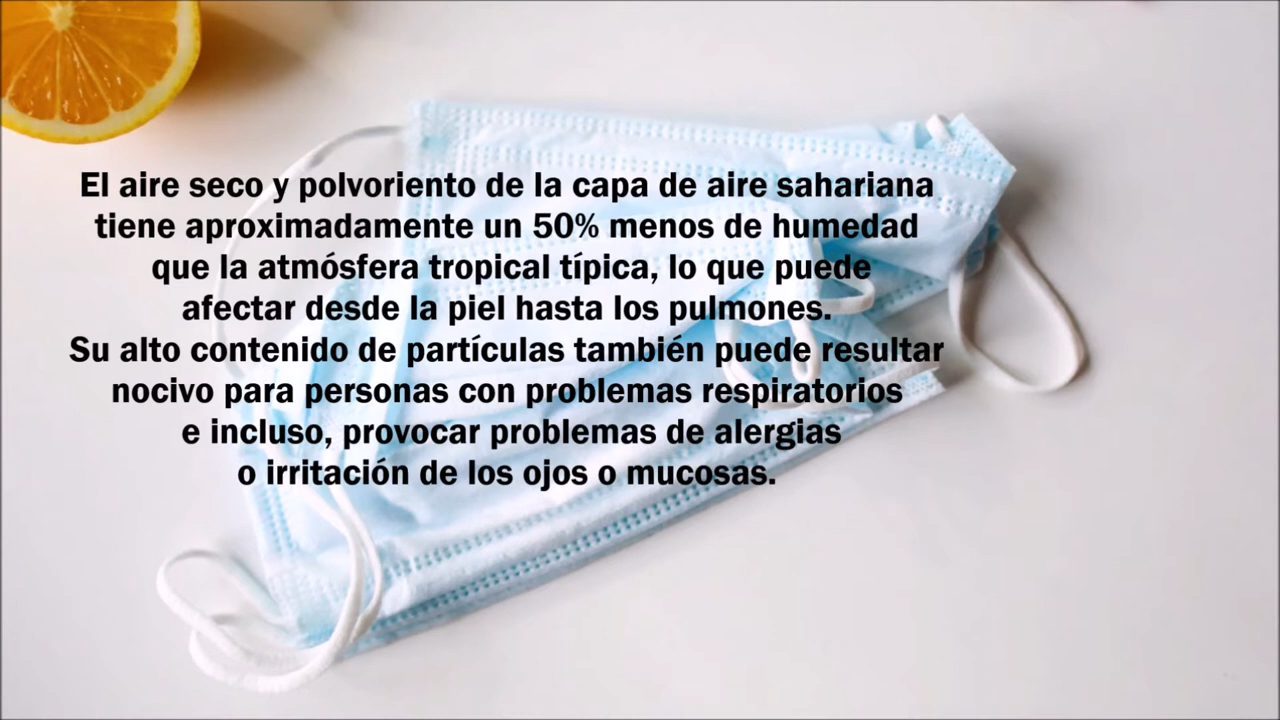 El aire seco y polvoriento de la capa de aire sahariana
tiene aproximadamente un 50% menos de humedad
que la atmósfera tropical típica, lo que puede
afectar desde la piel hasta los pulmones.
Su alto contenido de partículas también puede resultar
nocivo para personas con problemas respiratorios
e incluso, provocar problemas de alergias
o irritación de los ojos o mucosas.